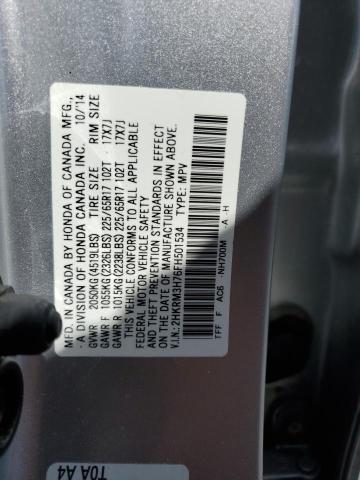 MFD. IN CANADA BY HONDA OF CANADA MFG.,
- A DIVISION OF HONDA CANADA INC. 10/14
GVWR 2050KG(4519LBS) TIRE SIZE RIM SIZE
GAWR F 1055KG(2326LBS) 225/65R17 102T 17X7J
GAWR R 1015KG(2238LBS) 225/65R17 102T 17X7J
THIS VEHICLE CONFORMS TO ALL APPLICABLE
FEDERAL MOTOR VEHICLE SAFETY
AND THEFT PREVENTION STANDARDS IN EFFECT
ON THE DATE OF MANUFACTURE SHOWN ABOVE.
V.I.N.: 2HKRM3H76FH501534 TYPE: MPV
TFF F AC6 -NH700M -A -H
T0A A4